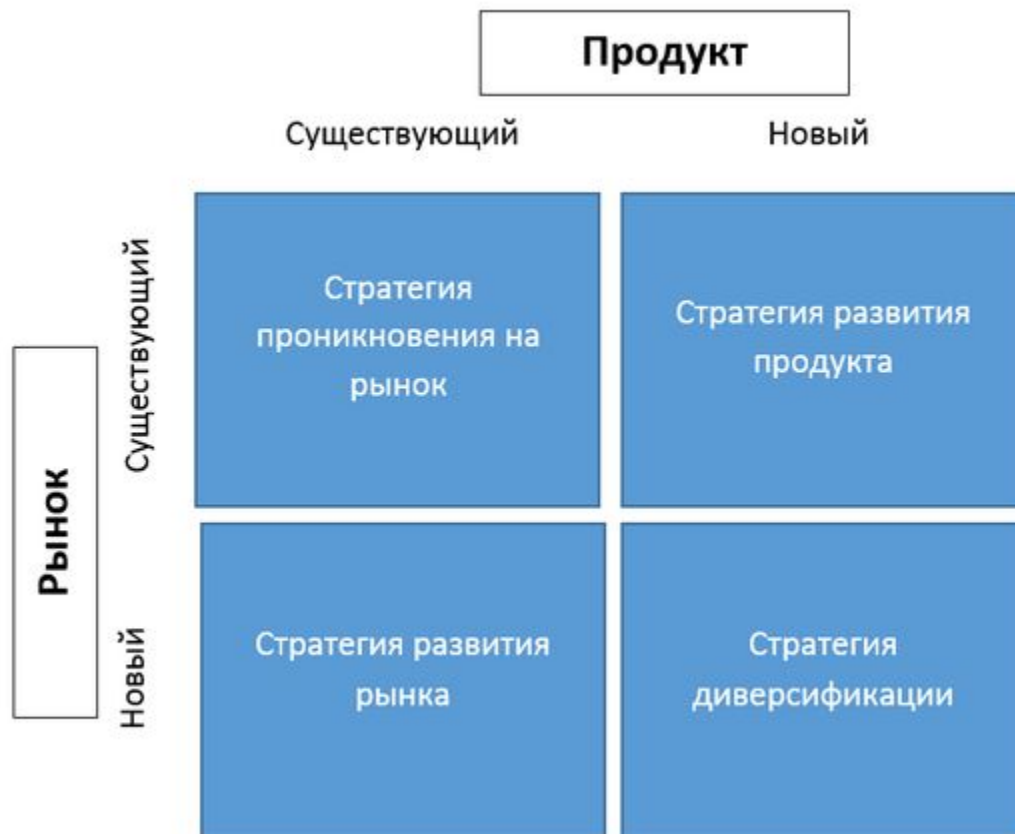 Продукт
Существующий
Новый
Рынок
Существующий
Стратегия
проникновения на
рынок
Стратегия развития
продукта
Новый
Стратегия развития
рынка
Стратегия
диверсификации